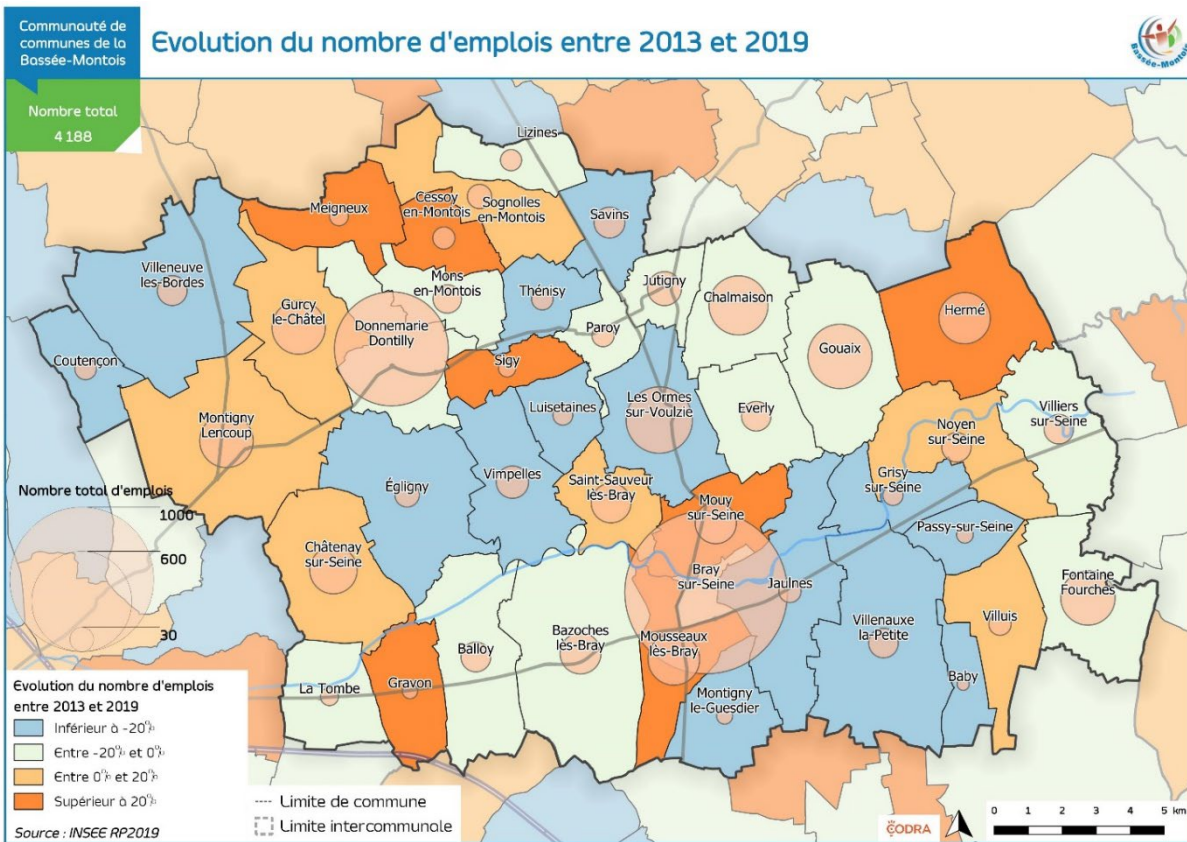 Communauté de
communes de la
Bassée-Montois
Evolution du nombre d'emplois entre 2013 et 2019
Bassée-Montois
Nombre total
4 188
Lizines
Meigneux
Cessoy
en-Montois
Sognolles
en-Montois
Savins
Villeneuve
les-Bordes
Mons
en-Montois
Thénisy
Jutigny
Chalmaison
Hermé
Gurcy
le-Châtel
Donnemarie
Dontilly
Paroy
Gouaix
Coutençon
Sigy
Luisetaines
Les Ormes
sur-Voulzie
Everly
Villiers
sur-Seine
Montigny
Lencoup
Noyen
sur-Seine
Égligny
Vimpelles
Saint-Sauveur
lès-Bray
Grisy
sur-Seine
Mouy
sur-Seine
Passy-sur-Seine
Châtenay
sur-Seine
Bray
sur-Seine
Jaulnes
Fontaine
Fourches
Villenauxe
la-Petite
Villuis
Bazoches
lès-Bray
Mousseaux
lès-Bray
Balloy
La Tombe
Gravon
Montigny
le-Guesdier
Baby
Nombre total d'emplois
1000
600
30
Evolution du nombre d'emplois
entre 2013 et 2019
Inférieur à -20%
Entre -20% et 0%
Entre 0% et 20%
Supérieur à 20%
Source : INSEE RP2019
Limite de commune
Limite intercommunale
CODRA
0 1 2 3 4 5 km